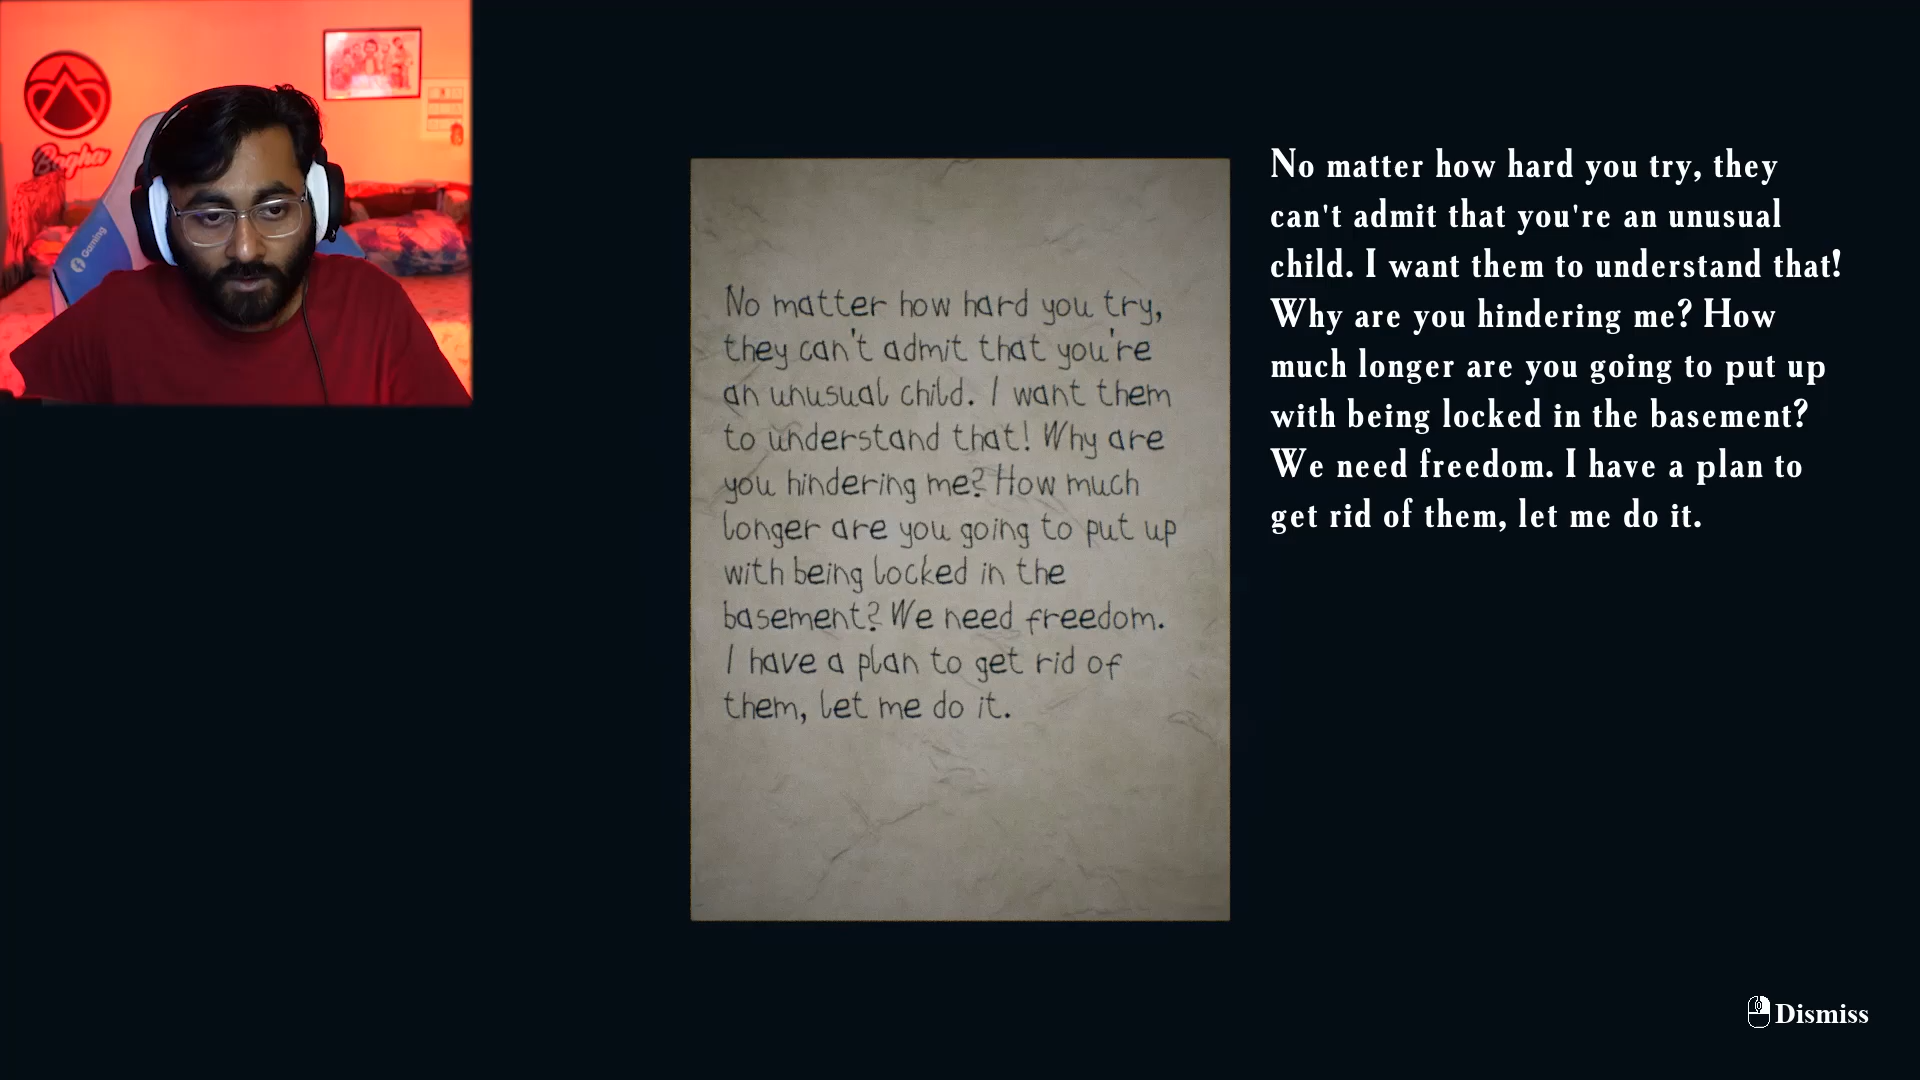 Bagha
Gaming
No matter how hard you try,
they can't admit that you're
an unusual child. I want them
to understand that! Why are
you hindering me? How much
longer are you going to put up
with being locked in the
basement? We need freedom.
I have a plan to get rid of
them, let me do it.
No matter how hard you try, they
can't admit that you're an unusual
child. I want them to understand that!
Why are you hindering me? How
much longer are you going to put up
with being locked in the basement?
We need freedom. I have a plan to
get rid of them, let me do it.
Dismiss